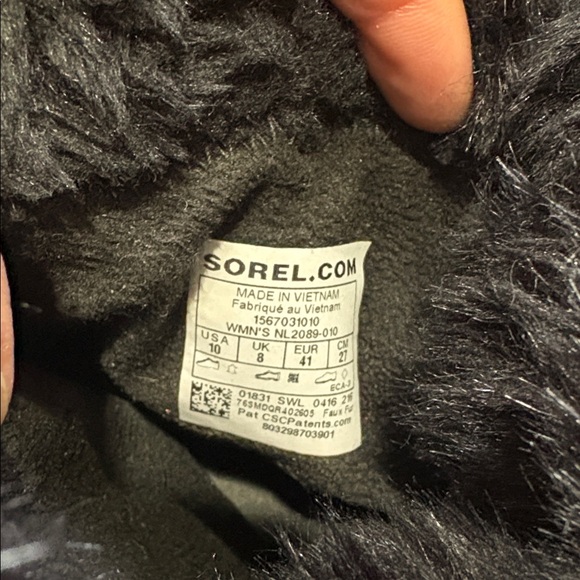 SOREL.COM
MADE IN VIETNAM
Fabriqué au Vietnam
1567031010
WMN'S NL2089-010
USA UK EUR CM
10 8 41 27
ECA-3
01831 SWL 0416 216
765MDQR402605 Faux Fur
Pat CSCPatents.com
803298703901